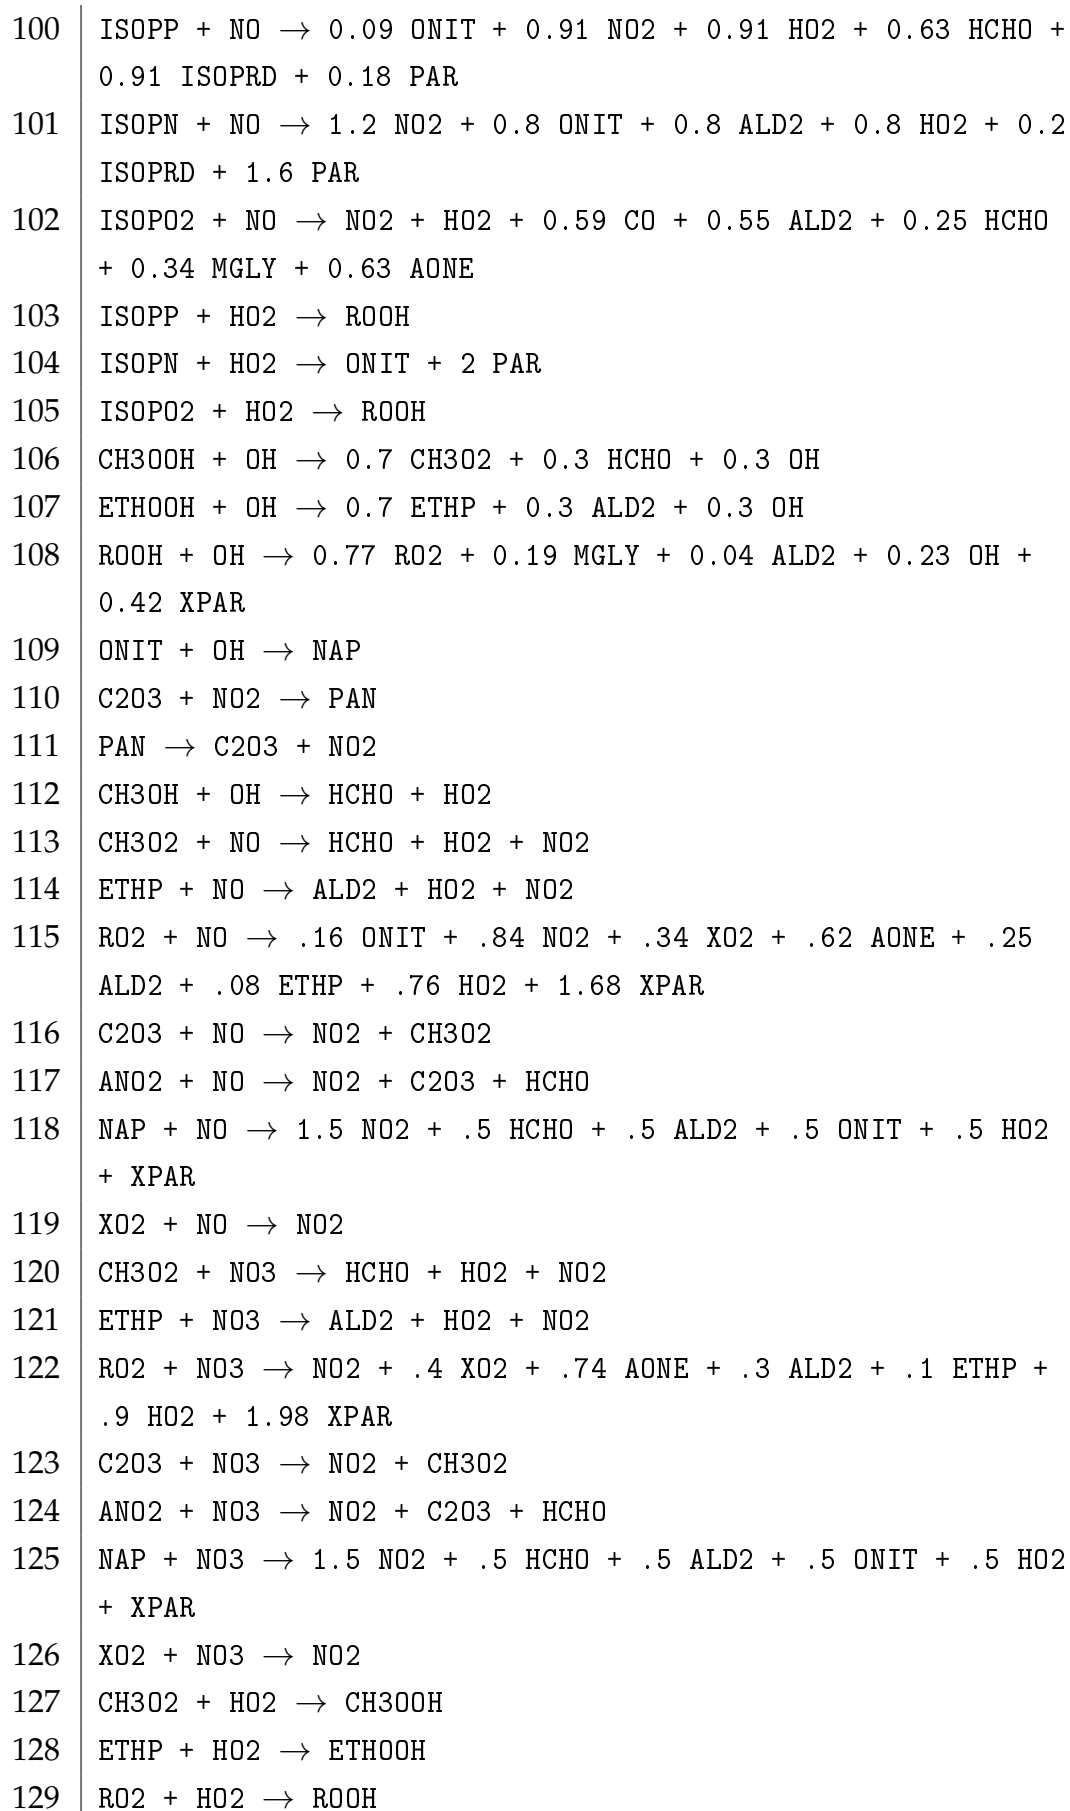 100 ISOPP + NO → 0.09 ONIT + 0.91 NO2 + 0.91 HO2 + 0.63 HCHO +
0.91 ISOPRD + 0.18 PAR
101 ISOPN + NO → 1.2 NO2 + 0.8 ONIT + 0.8 ALD2 + 0.8 HO2 + 0.2
ISOPRD + 1.6 PAR
102 ISOPO2 + NO → NO2 + HO2 + 0.59 CO + 0.55 ALD2 + 0.25 HCHO
+ 0.34 MGLY + 0.63 AONE
103 ISOPP + HO2 → ROOH
104 ISOPN + HO2 → ONIT + 2 PAR
105 ISOPO2 + HO2 → ROOH
106 CH3OOH + OH → 0.7 CH3O2 + 0.3 HCHO + 0.3 OH
107 ETHOOH + OH → 0.7 ETHP + 0.3 ALD2 + 0.3 OH
108 ROOH + OH → 0.77 RO2 + 0.19 MGLY + 0.04 ALD2 + 0.23 OH +
0.42 XPAR
109 ONIT + OH → NAP
110 C2O3 + NO2 → PAN
111 PAN → C2O3 + NO2
112 CH3OH + OH → HCHO + HO2
113 CH3O2 + NO → HCHO + HO2 + NO2
114 ETHP + NO → ALD2 + HO2 + NO2
115 RO2 + NO → .16 ONIT + .84 NO2 + .34 XO2 + .62 AONE + .25
ALD2 + .08 ETHP + .76 HO2 + 1.68 XPAR
116 C2O3 + NO → NO2 + CH3O2
117 ANO2 + NO → NO2 + C2O3 + HCHO
118 NAP + NO → 1.5 NO2 + .5 HCHO + .5 ALD2 + .5 ONIT + .5 HO2
+ XPAR
119 XO2 + NO → NO2
120 CH3O2 + NO3 → HCHO + HO2 + NO2
121 ETHP + NO3 → ALD2 + HO2 + NO2
122 RO2 + NO3 → NO2 + .4 XO2 + .74 AONE + .3 ALD2 + .1 ETHP +
.9 HO2 + 1.98 XPAR
123 C2O3 + NO3 → NO2 + CH3O2
124 ANO2 + NO3 → NO2 + C2O3 + HCHO
125 NAP + NO3 → 1.5 NO2 + .5 HCHO + .5 ALD2 + .5 ONIT + .5 HO2
+ XPAR
126 XO2 + NO3 → NO2
127 CH3O2 + HO2 → CH3OOH
128 ETHP + HO2 → ETHOOH
129 RO2 + HO2 → ROOH